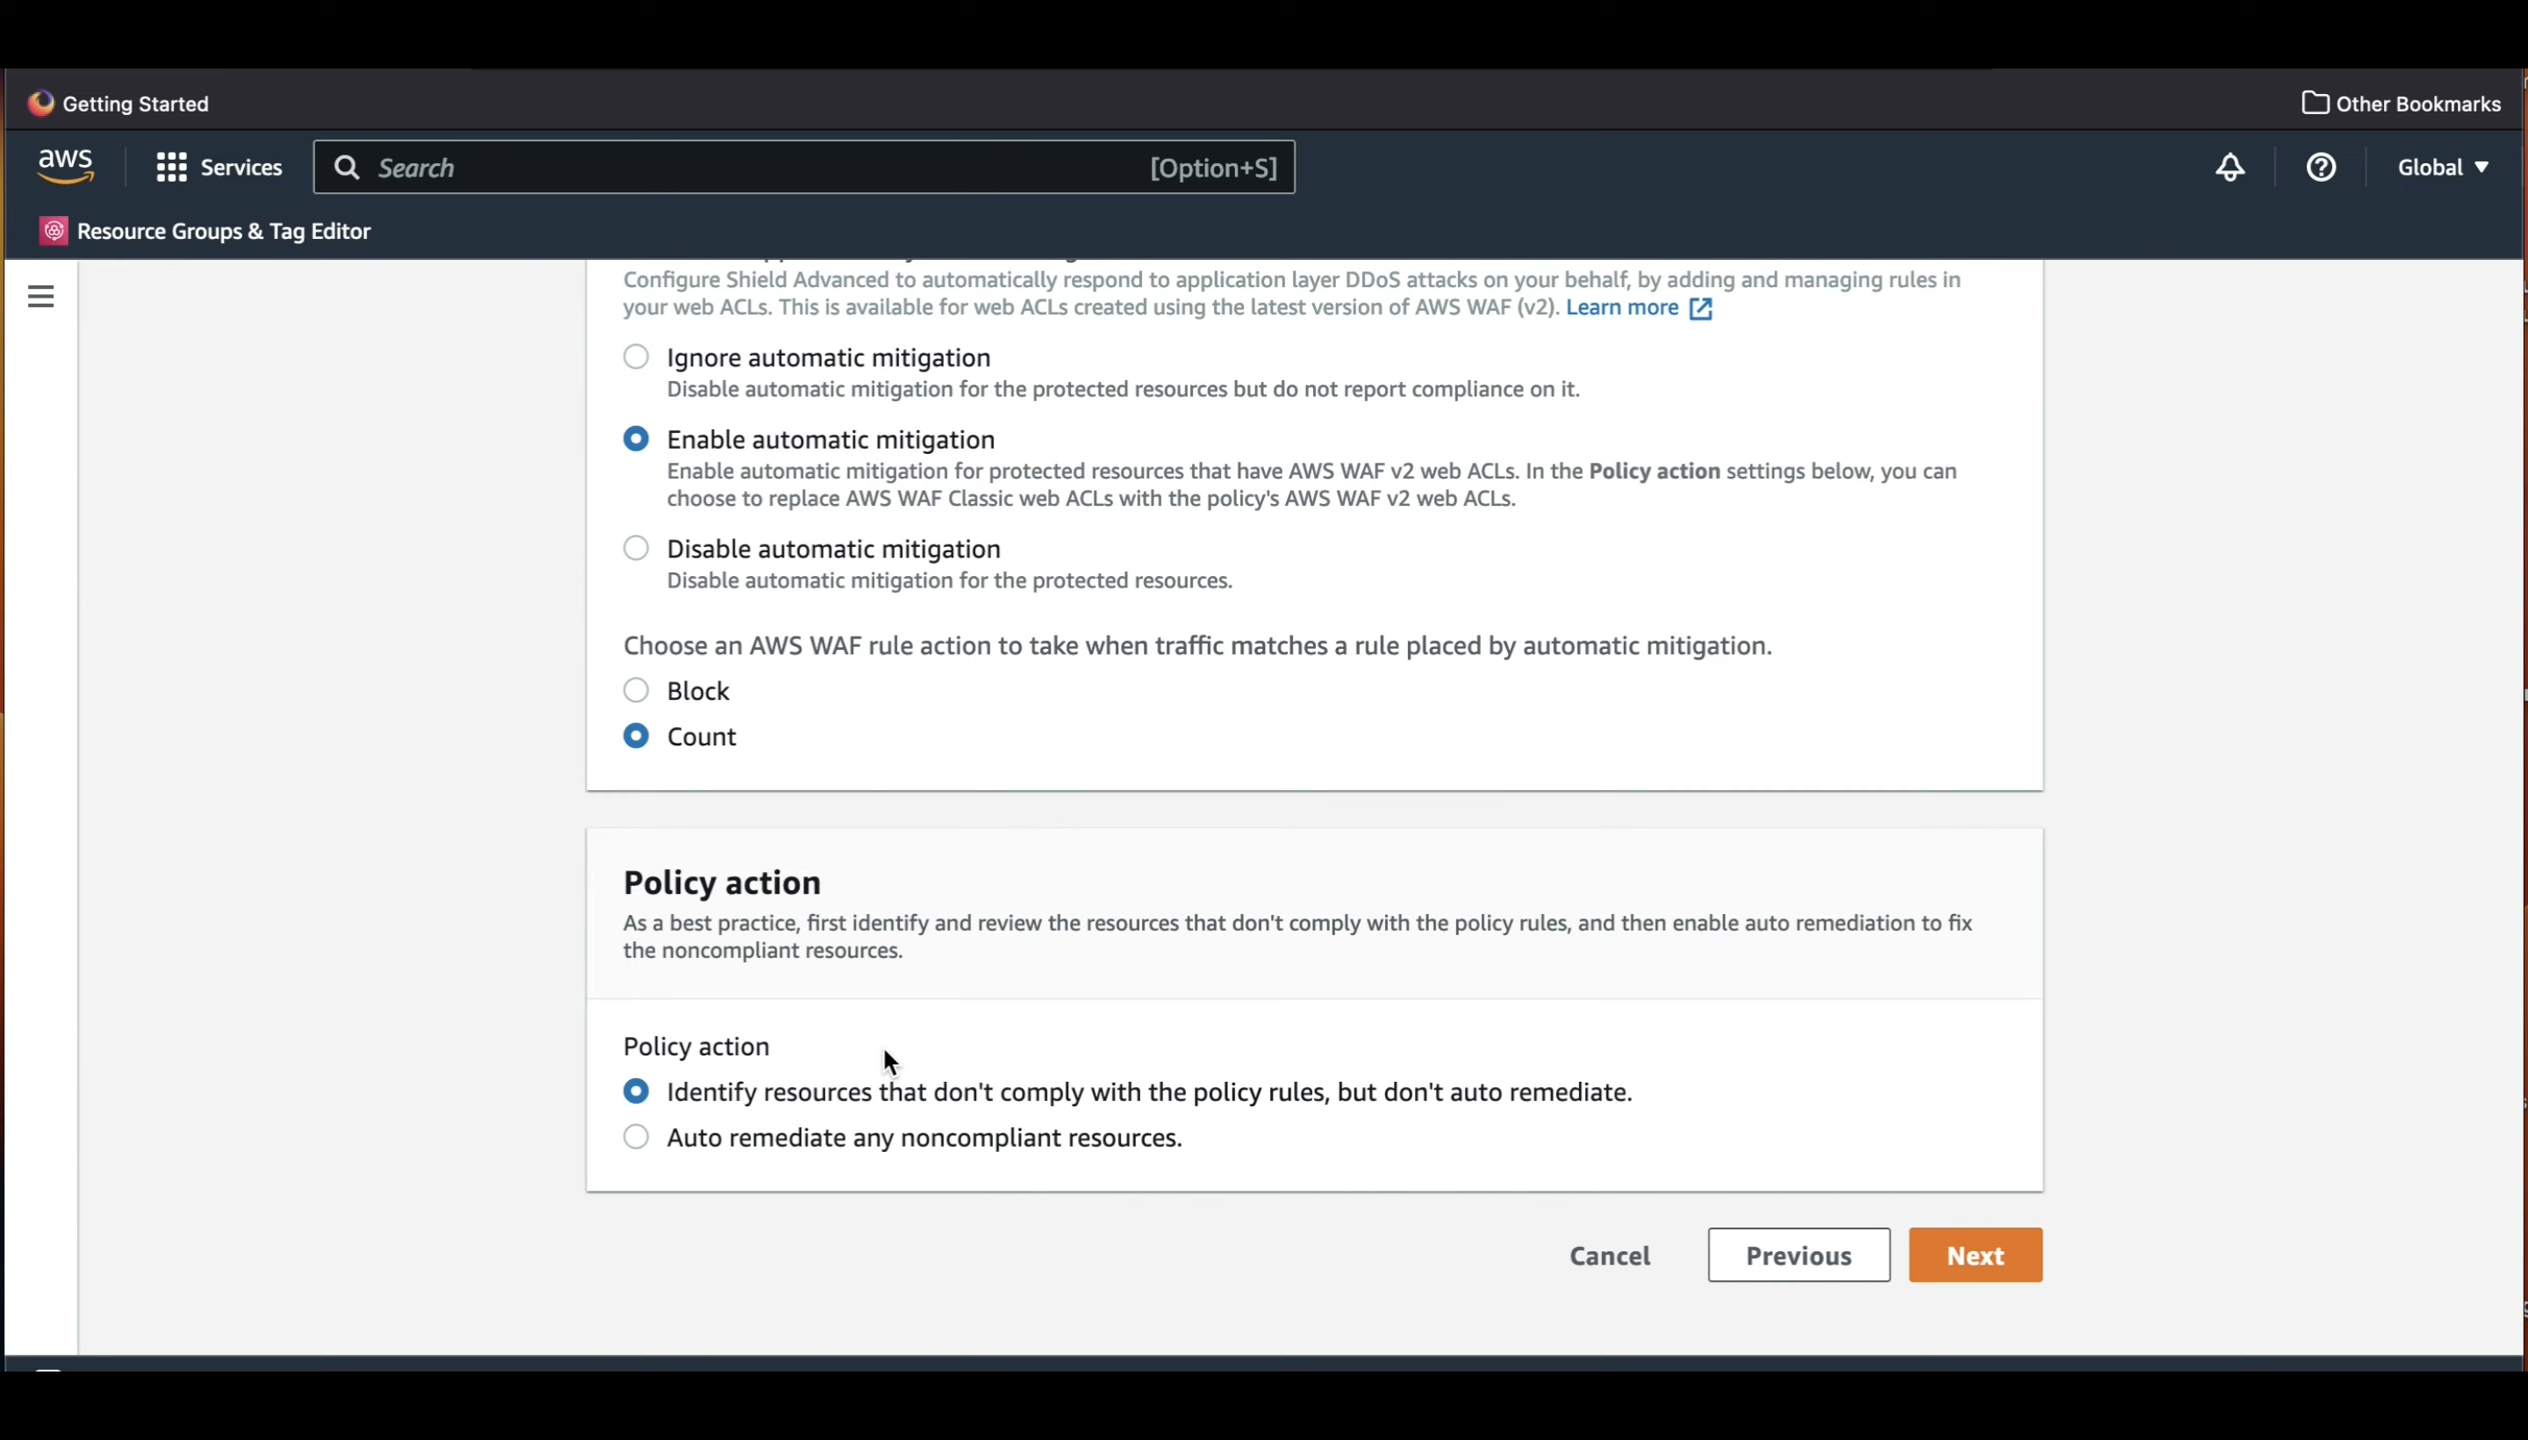 Getting Started
Other Bookmarks
aws
Services
Search
[Option+S]
Global
Resource Groups & Tag Editor
Configure Shield Advanced to automatically respond to application layer DDoS attacks on your behalf, by adding and managing rules in
your web ACLs. This is available for web ACLs created using the latest version of AWS WAF (v2). Learn more
Ignore automatic mitigation
Disable automatic mitigation for the protected resources but do not report compliance on it.
Enable automatic mitigation
Enable automatic mitigation for protected resources that have AWS WAF v2 web ACLs. In the Policy action settings below, you can
choose to replace AWS WAF Classic web ACLs with the policy's AWS WAF v2 web ACLs.
Disable automatic mitigation
Disable automatic mitigation for the protected resources.
Choose an AWS WAF rule action to take when traffic matches a rule placed by automatic mitigation.
Block
Count
Policy action
As a best practice, first identify and review the resources that don't comply with the policy rules, and then enable auto remediation to fix
the noncompliant resources.
Policy action
Identify resources that don't comply with the policy rules, but don't auto remediate.
Auto remediate any noncompliant resources.
Cancel
Previous
Next